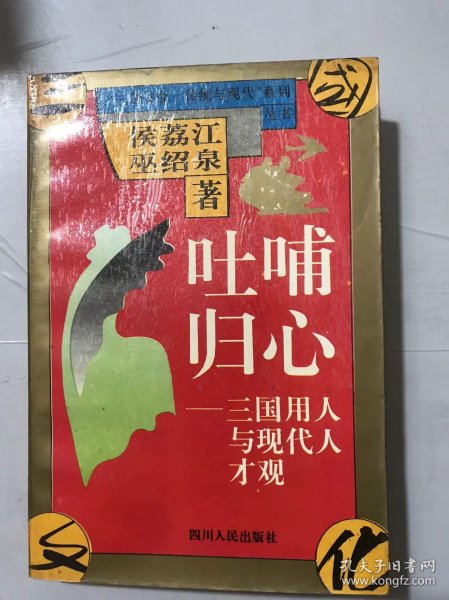 三
国
传统与现代”系列
丛书
侯荔江
巫绍泉
著
吐哺
归心
——三国用人
与现代人
才观
四川人民出版社
文
化
孔夫子旧书网
www.kongfz.com